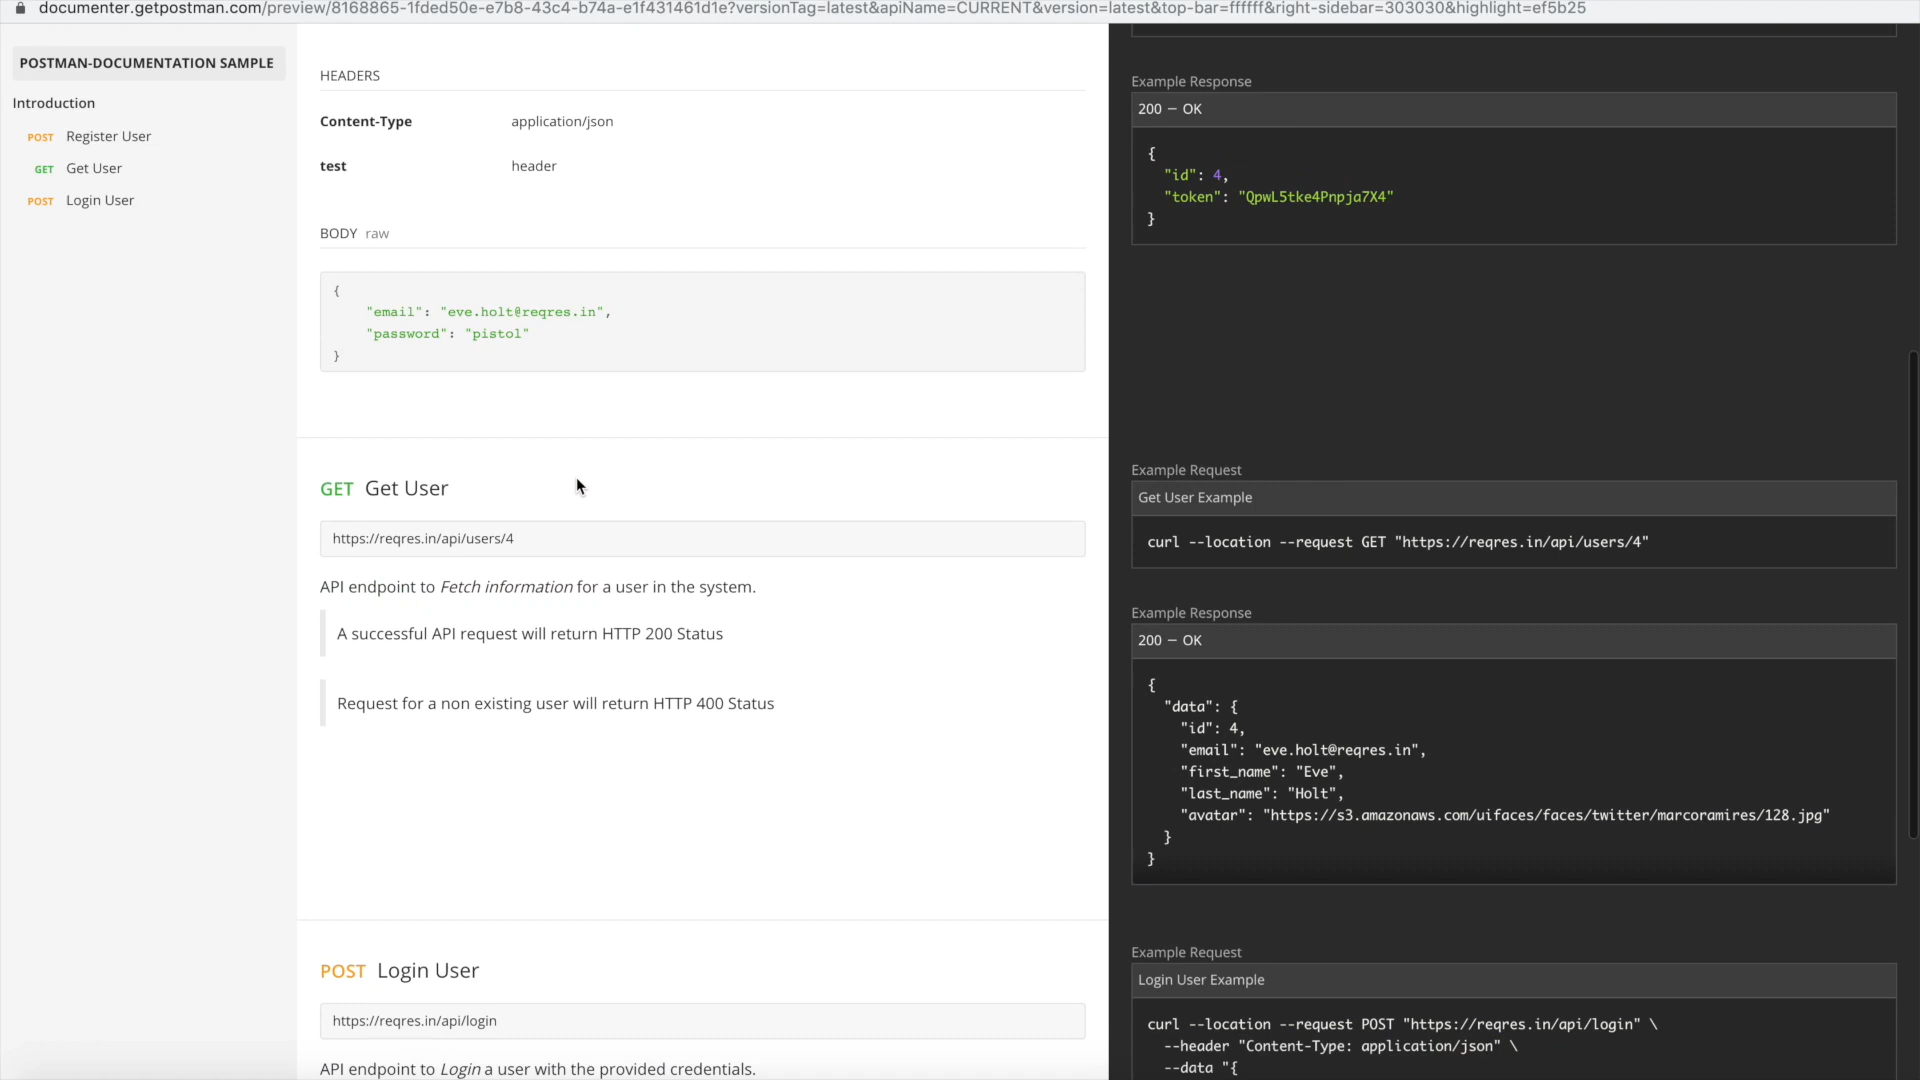 documenter.getpostman.com/preview/8168865-1fded50e-e7b8-43c4-b74a-e1f431461d1e?versionTag=latest&apiName=CURRENT&version=latest&top-bar=ffffff&right-sidebar=303030&highlight=ef5b25
POSTMAN-DOCUMENTATION SAMPLE
Introduction
POST Register User
GET Get User
POST Login User
HEADERS
Content-Type application/json
test header
BODY raw
{
"email": "eve.holt@reqres.in",
"password": "pistol"
}
GET Get User
https://reqres.in/api/users/4
API endpoint to Fetch information for a user in the system.
A successful API request will return HTTP 200 Status
Request for a non existing user will return HTTP 400 Status
POST Login User
https://reqres.in/api/login
API endpoint to Login a user with the provided credentials.
Example Response
200 — OK
{
"id": 4,
"token": "QpwL5tke4Pnpja7X4"
}
Example Request
Get User Example
curl --location --request GET "https://reqres.in/api/users/4"
Example Response
200 — OK
{
"data": {
"id": 4,
"email": "eve.holt@reqres.in",
"first_name": "Eve",
"last_name": "Holt",
"avatar": "https://s3.amazonaws.com/uifaces/faces/twitter/marcoramires/128.jpg"
}
}
Example Request
Login User Example
curl --location --request POST "https://reqres.in/api/login" \
--header "Content-Type: application/json" \
--data "{